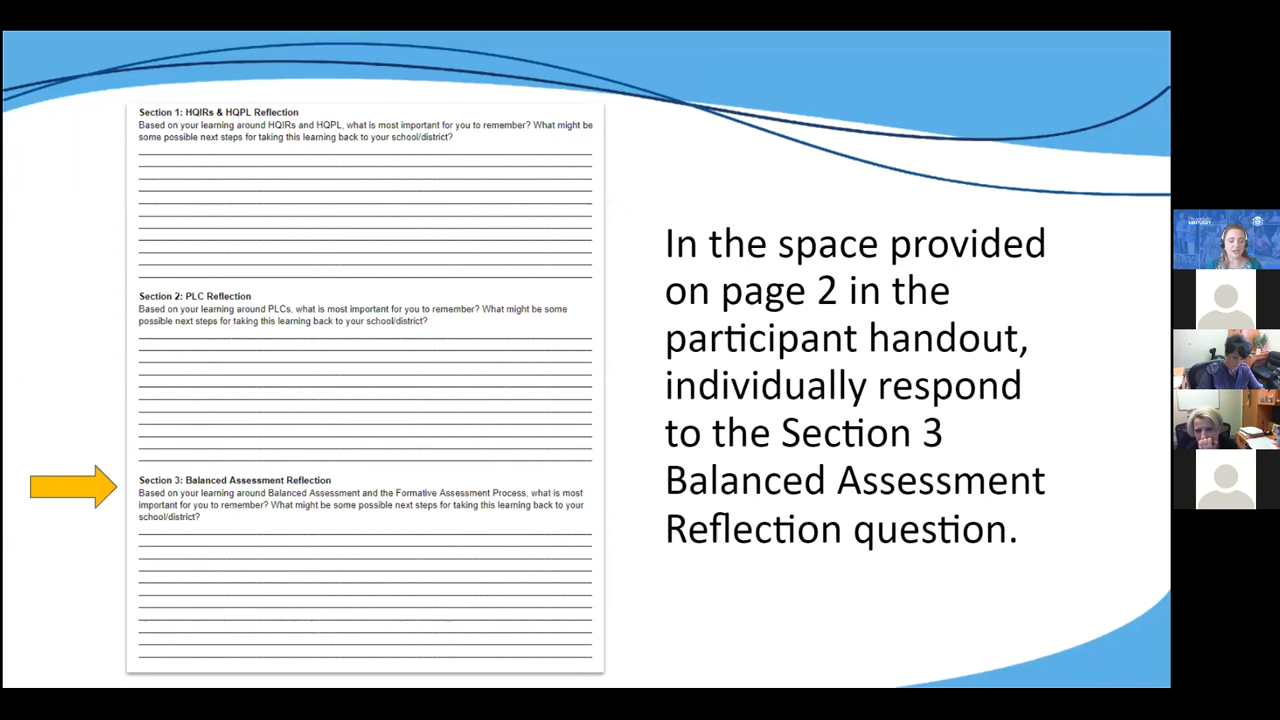 Section 1: HQIRs & HQPL Reflection
Based on your learning around HQIRs and HQPL, what is most important for you to remember? What might be
some possible next steps for taking this learning back to your school/district?
Section 2: PLC Reflection
Based on your learning around PLCs, what is most important for you to remember? What might be some
possible next steps for taking this learning back to your school/district?
Section 3: Balanced Assessment Reflection
Based on your learning around Balanced Assessment and the Formative Assessment Process, what is most
important for you to remember? What might be some possible next steps for taking this learning back to your
school/district?
In the space provided
on page 2 in the
participant handout,
individually respond
to the Section 3
Balanced Assessment
Reflection question.
KENTUCKY